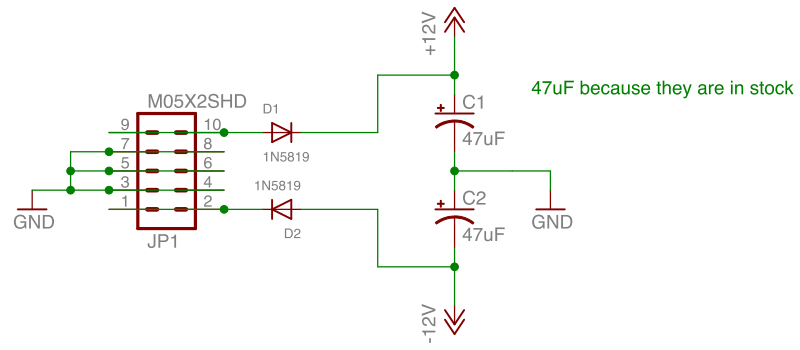 +12V
47uF because they are in stock
M05X2SHD
D1
C1
9 10
47uF
7 8
1N5819
5 6
1N5819
3 4
C2
1 2
GND
GND
47uF
D2
JP1
-12V